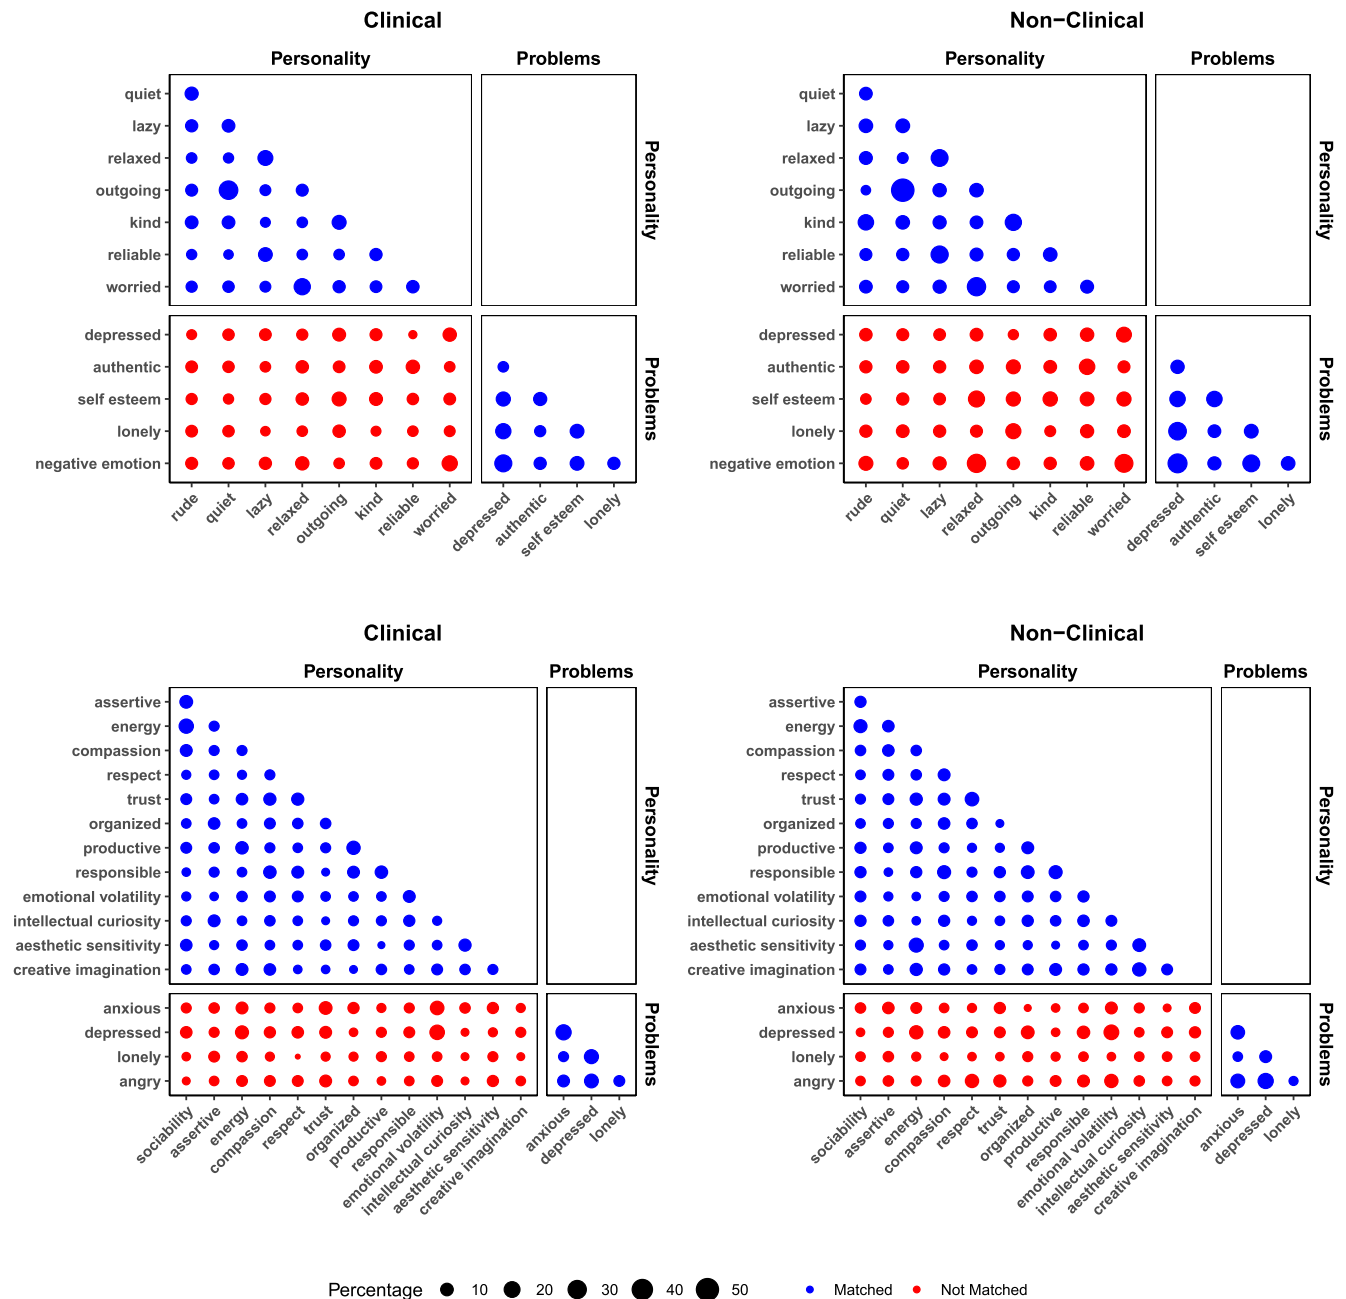 Clinical
Personality Problems
quiet
lazy
relaxed
outgoing
kind
reliable
worried
Personality
depressed
authentic
self esteem
lonely
negative emotion
Problems
rude quiet lazy relaxed outgoing kind reliable worried depressed authentic self esteem lonely
Non−Clinical
Personality Problems
quiet
lazy
relaxed
outgoing
kind
reliable
worried
Personality
depressed
authentic
self esteem
lonely
negative emotion
Problems
rude quiet lazy relaxed outgoing kind reliable worried depressed authentic self esteem lonely
Clinical
Personality Problems
assertive
energy
compassion
respect
trust
organized
productive
responsible
emotional volatility
intellectual curiosity
aesthetic sensitivity
creative imagination
Personality
anxious
depressed
lonely
angry
Problems
sociability assertive energy compassion respect trust organized productive responsible emotional volatility intellectual curiosity aesthetic sensitivity creative imagination anxious depressed lonely
Non−Clinical
Personality Problems
assertive
energy
compassion
respect
trust
organized
productive
responsible
emotional volatility
intellectual curiosity
aesthetic sensitivity
creative imagination
Personality
anxious
depressed
lonely
angry
Problems
sociability assertive energy compassion respect trust organized productive responsible emotional volatility intellectual curiosity aesthetic sensitivity creative imagination anxious depressed lonely
Percentage 10 20 30 40 50 Matched Not Matched